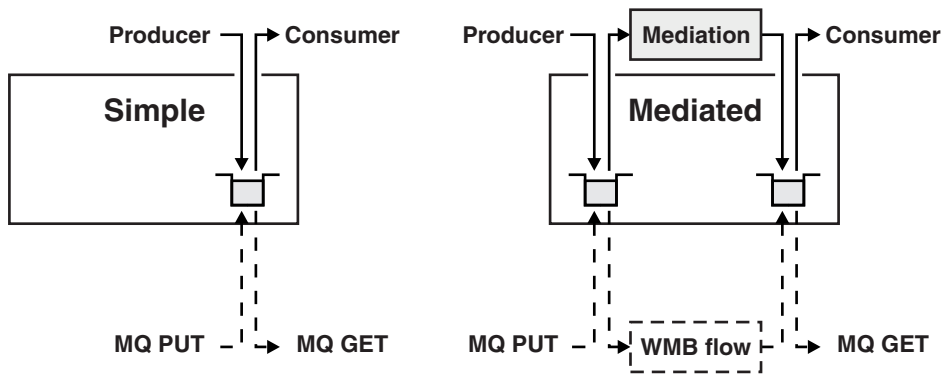 Producer Consumer
Simple
MQ PUT MQ GET
Producer Mediation Consumer
Mediated
MQ PUT WMB flow MQ GET